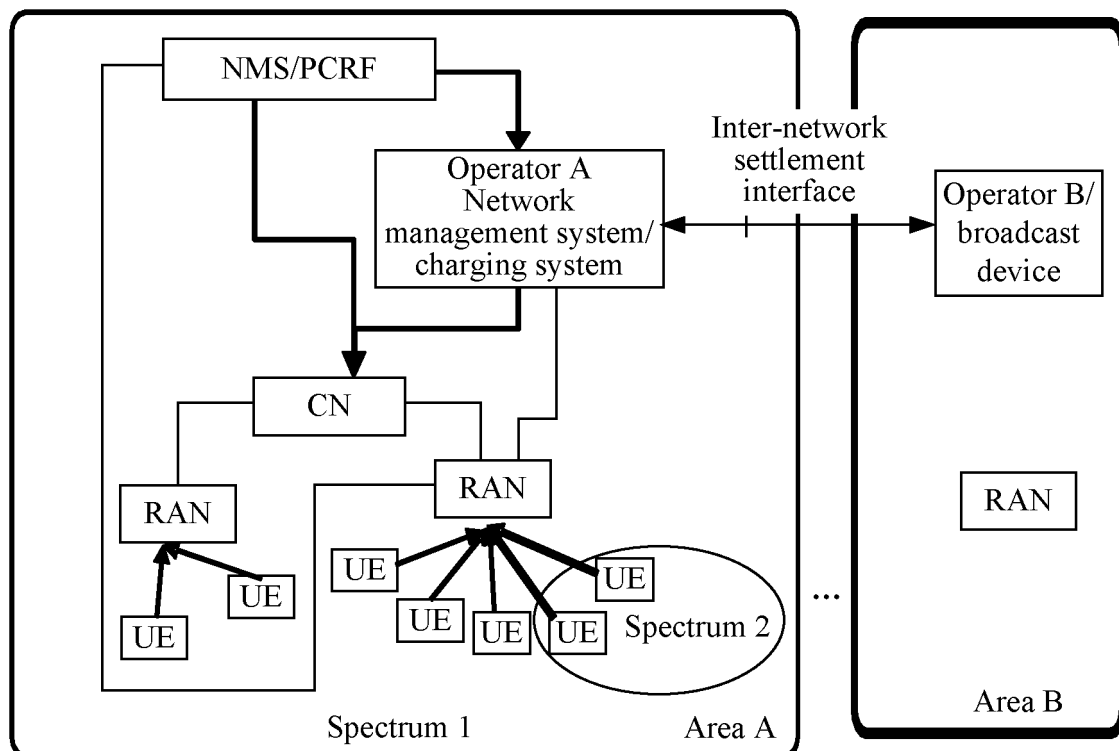 NMS/PCRF
Operator A
Network
management system/
charging system
Inter-network
settlement
interface
Operator B/
broadcast
device
CN
RAN
RAN
RAN
UE
UE
UE
UE
UE
UE
UE
Spectrum 2
...
Spectrum 1
Area A
Area B